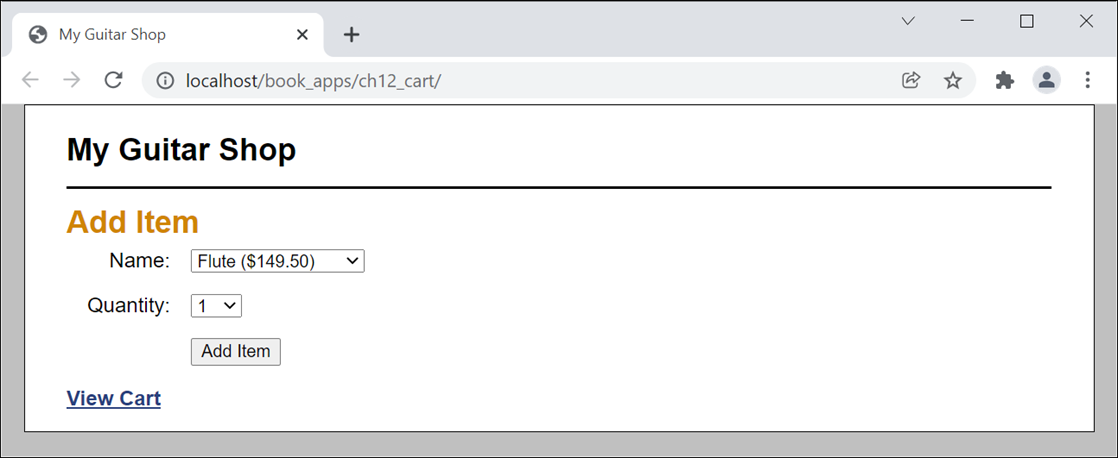 My Guitar Shop
localhost/book_apps/ch12_cart/
My Guitar Shop
Add Item
Name: Flute ($149.50)
Quantity: 1
Add Item
View Cart